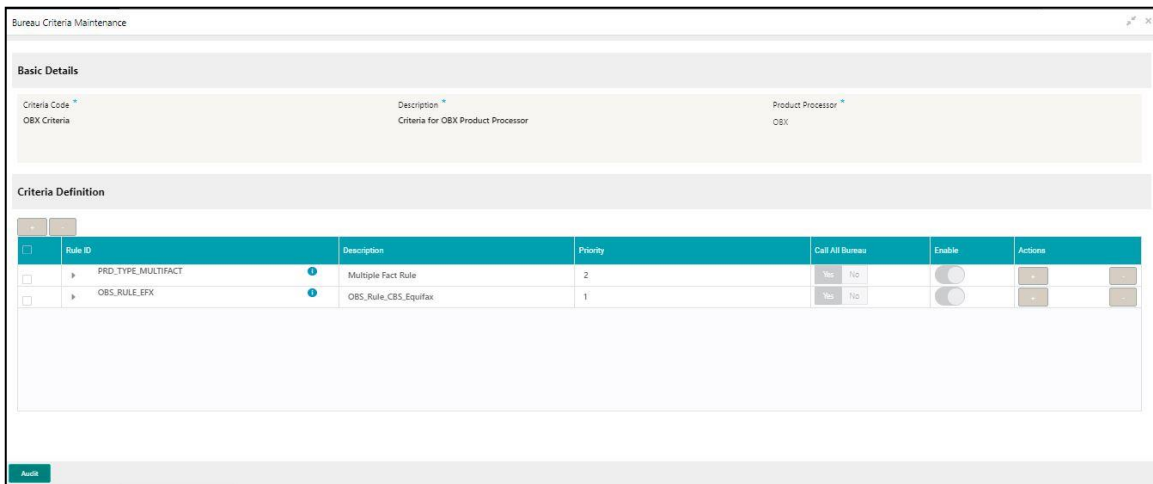 Bureau Criteria Maintenance
Basic Details
Criteria Code * Description * Product Processor *
OBX Criteria Criteria for OBX Product Processor OBX
Criteria Definition
+ -
Rule ID Description Priority Call All Bureau Enable Actions
PRD_TYPE_MULTIFACT Multiple Fact Rule 2 Yes No + -
OBS_RULE_EFX OBS_Rule_CBS_Equifax 1 Yes No + -
Audit